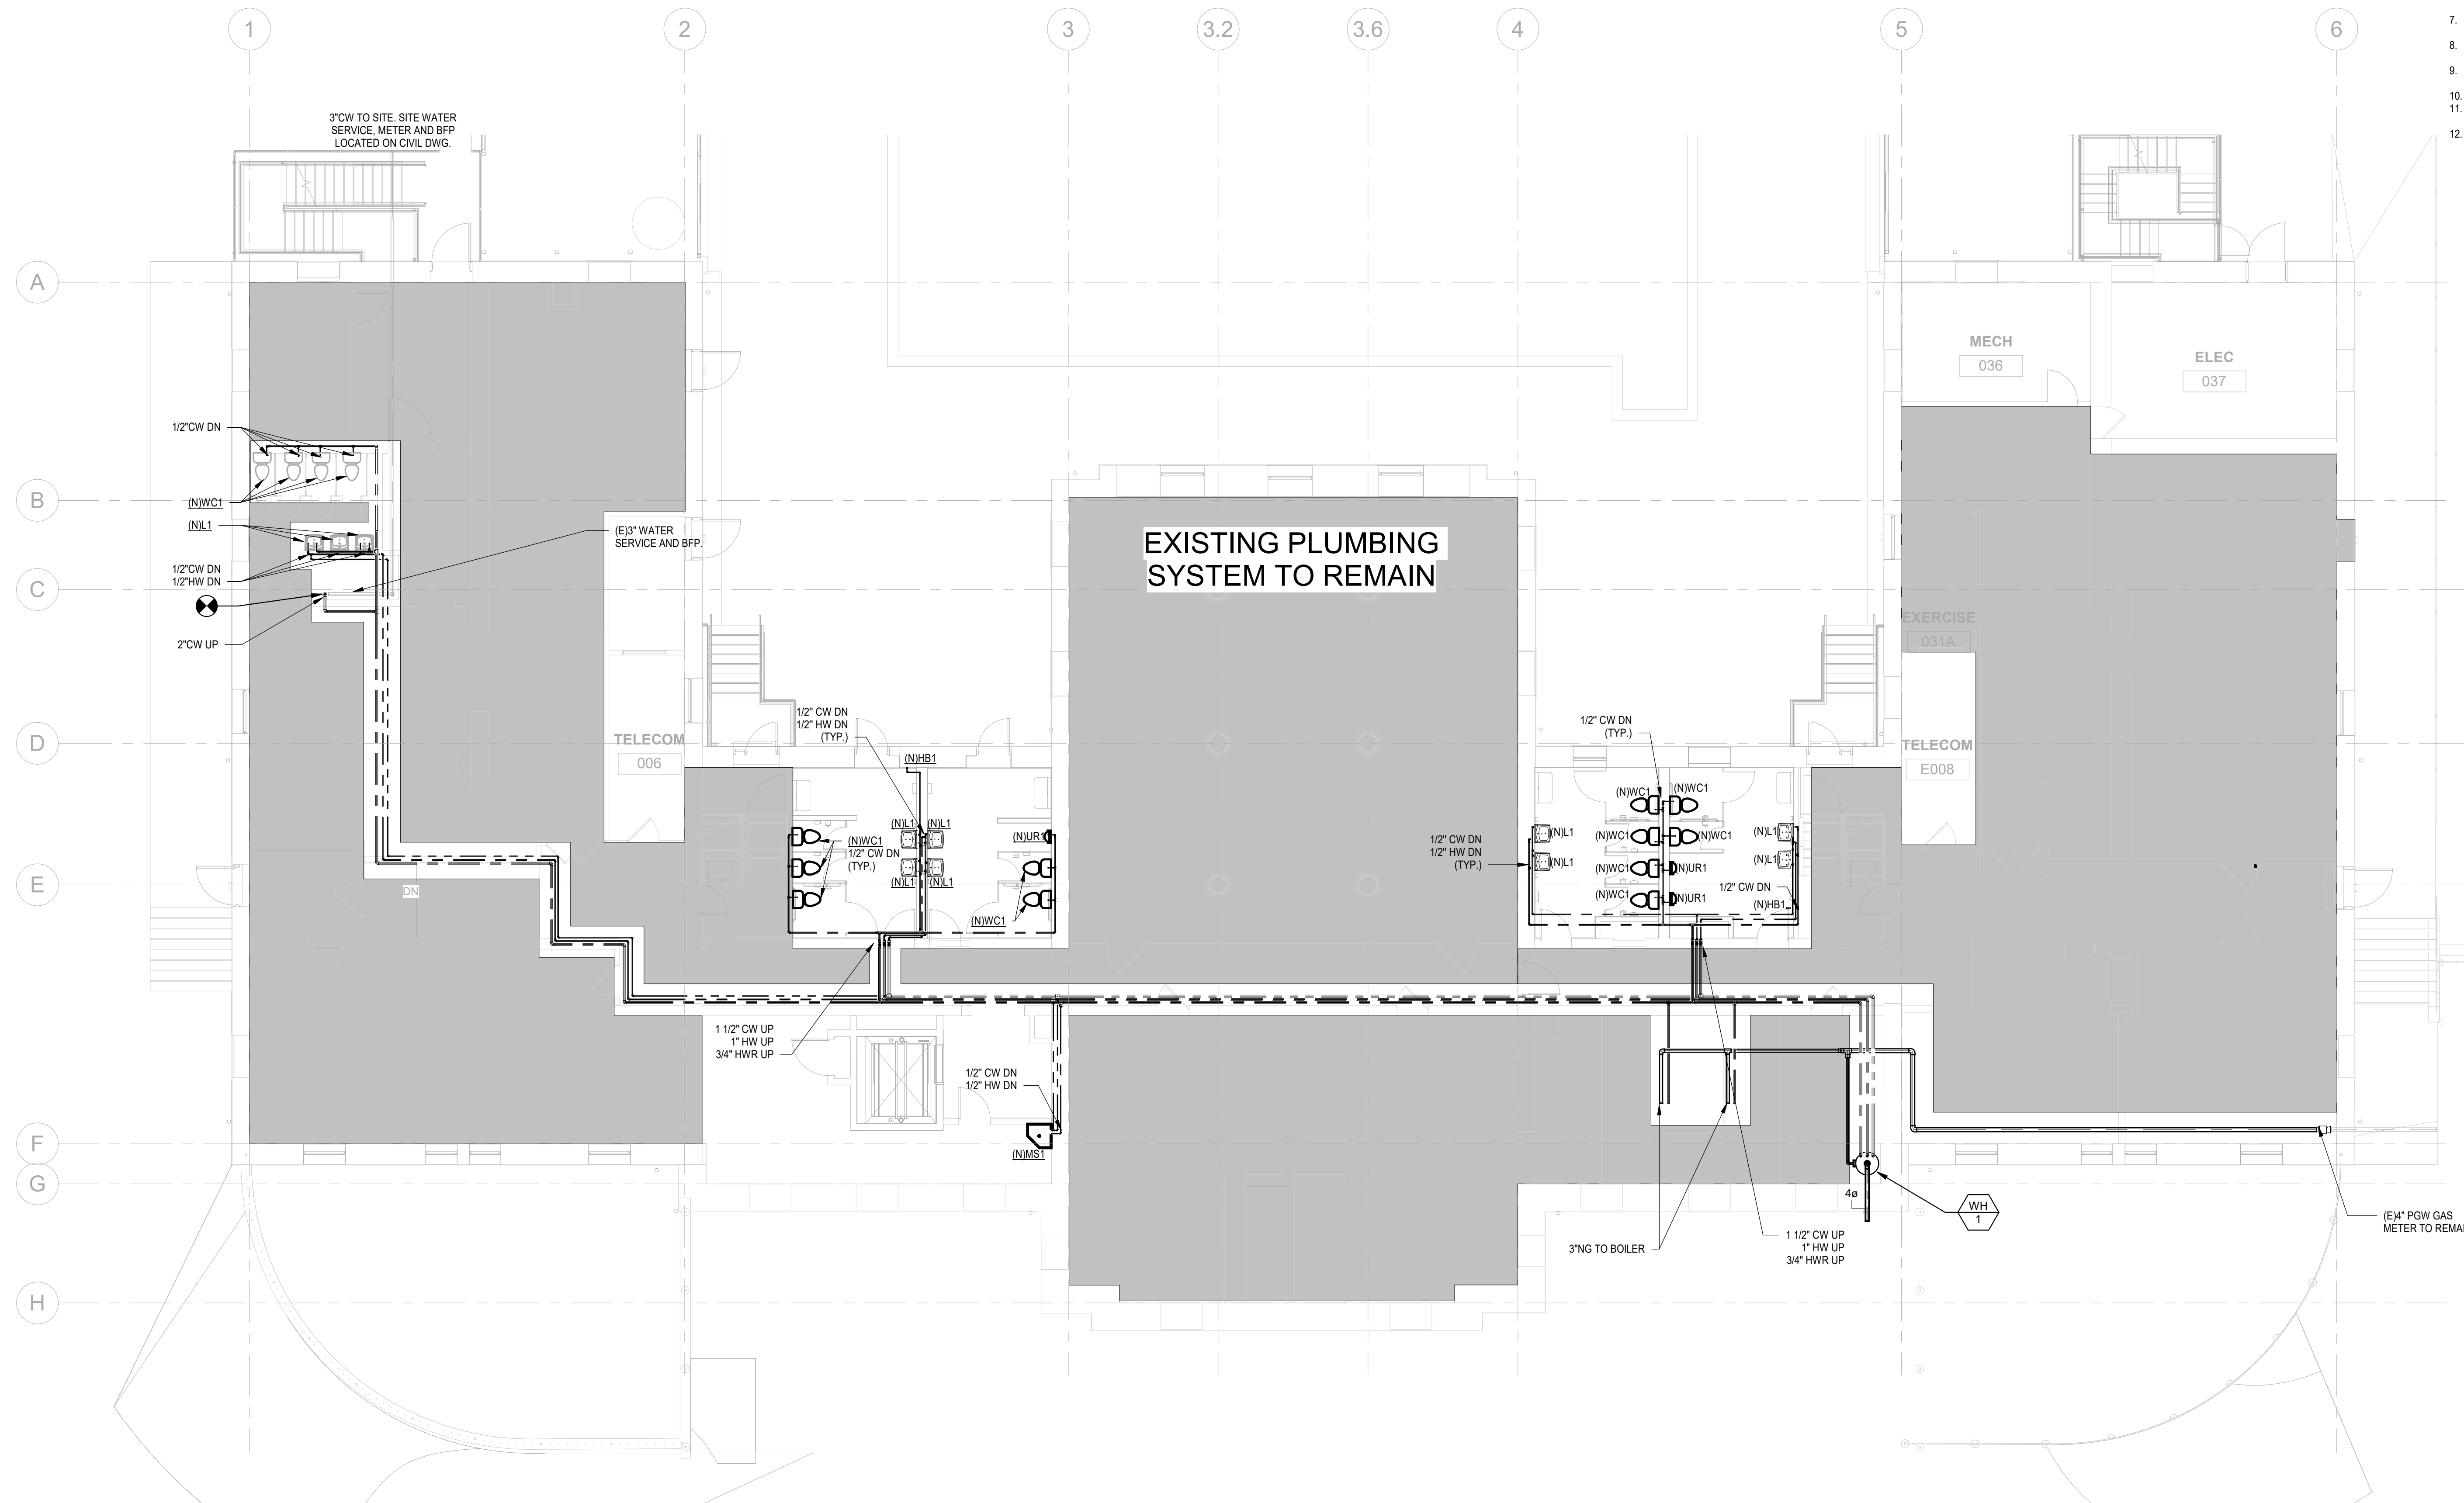 1
2
3
3.2
3.6
4
5
6
7.
8.
9.
10.
11.
12.
3"CW TO SITE. SITE WATER
SERVICE, METER AND BFP
LOCATED ON CIVIL DWG.
A
MECH
036
ELEC
037
1/2"CW DN
B
(N)WC1
(N)L1
(E)3" WATER
SERVICE AND BFP.
EXISTING PLUMBING
SYSTEM TO REMAIN
1/2"CW DN
1/2"HW DN
C
2"CW UP
EXERCISE
031A
D
TELECOM
006
1/2" CW DN
1/2" HW DN
(TYP.)
(N)HB1
1/2" CW DN
(TYP.)
TELECOM
E008
(N)WC1
(N)WC1
(N)L1
(N)L1
(N)UR1
(N)WC1
1/2" CW DN
(TYP.)
(N)L1
(N)L1
(N)WC1
1/2" CW DN
1/2" HW DN
(TYP.)
(N)L1
(N)L1
(N)WC1
(N)WC1
(N)WC1
(N)UR1
(N)WC1
(N)UR1
(N)L1
(N)L1
1/2" CW DN
(N)HB1
E
DN
1 1/2" CW UP
1" HW UP
3/4" HWR UP
1/2" CW DN
1/2" HW DN
(N)MS1
F
G
4ø
WH
1
3"NG TO BOILER
1 1/2" CW UP
1" HW UP
3/4" HWR UP
(E)4" PGW GAS
METER TO REMAI
H